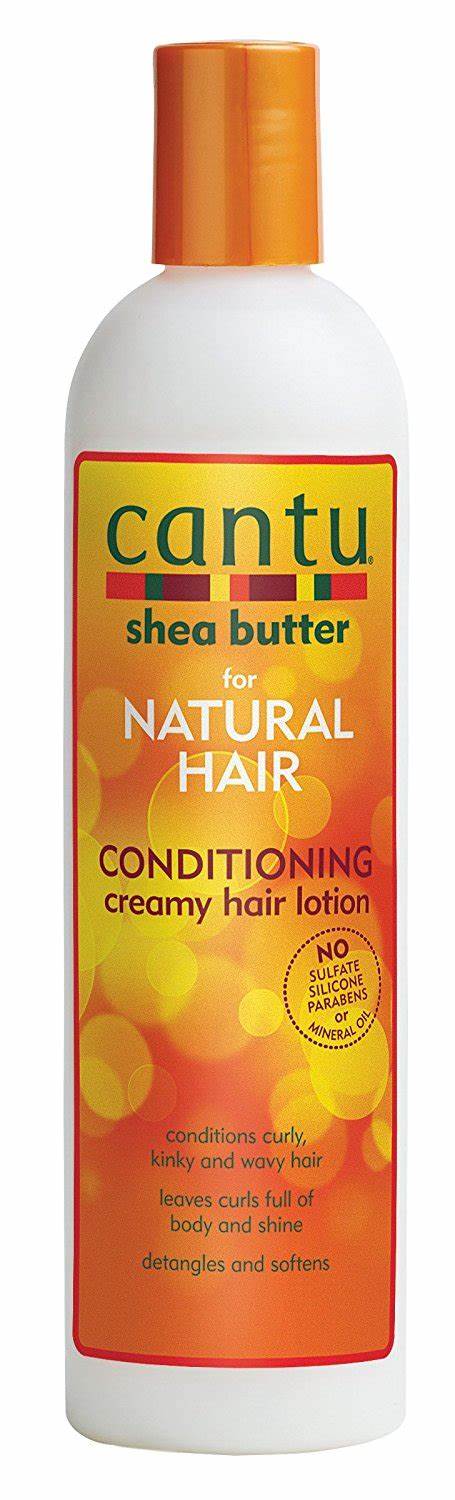 cantu®
shea butter
for
NATURAL
HAIR
CONDITIONING
creamy hair lotion
NO
SULFATE
SILICONE
PARABENS
or
MINERAL OIL
conditions curly,
kinky and wavy hair
leaves curls full of
body and shine
detangles and softens